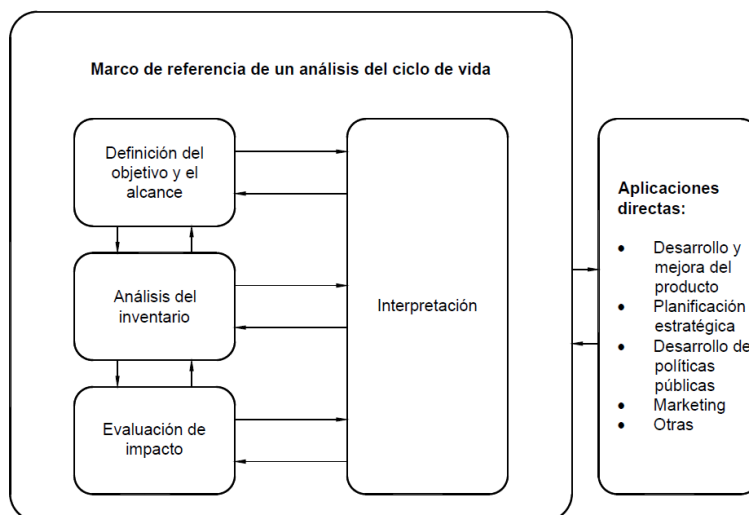 Marco de referencia de un análisis del ciclo de vida
Definición del
objetivo y el
alcance
Análisis del
inventario
Evaluación de
impacto
Interpretación
Aplicaciones
directas:
• Desarrollo y
mejora del
producto
• Planificación
estratégica
• Desarrollo de
políticas
públicas
• Marketing
• Otras